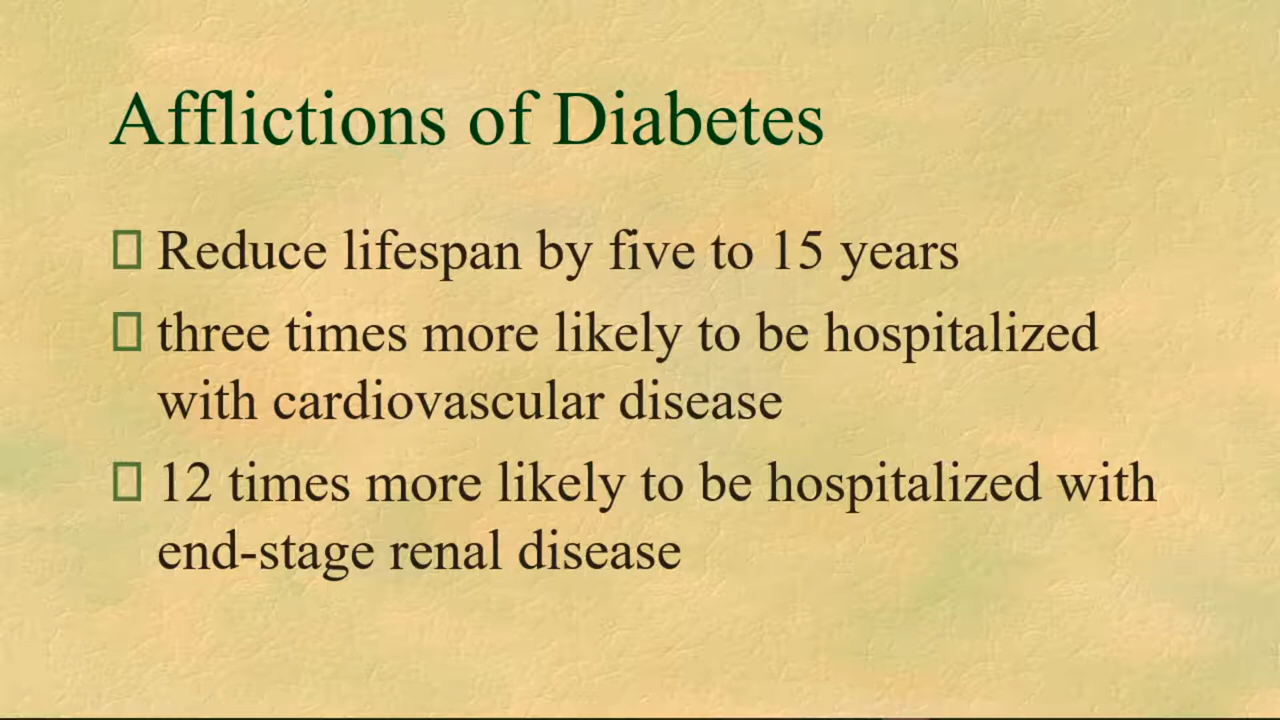 Afflictions of Diabetes
Reduce lifespan by five to 15 years
three times more likely to be hospitalized
with cardiovascular disease
12 times more likely to be hospitalized with
end-stage renal disease